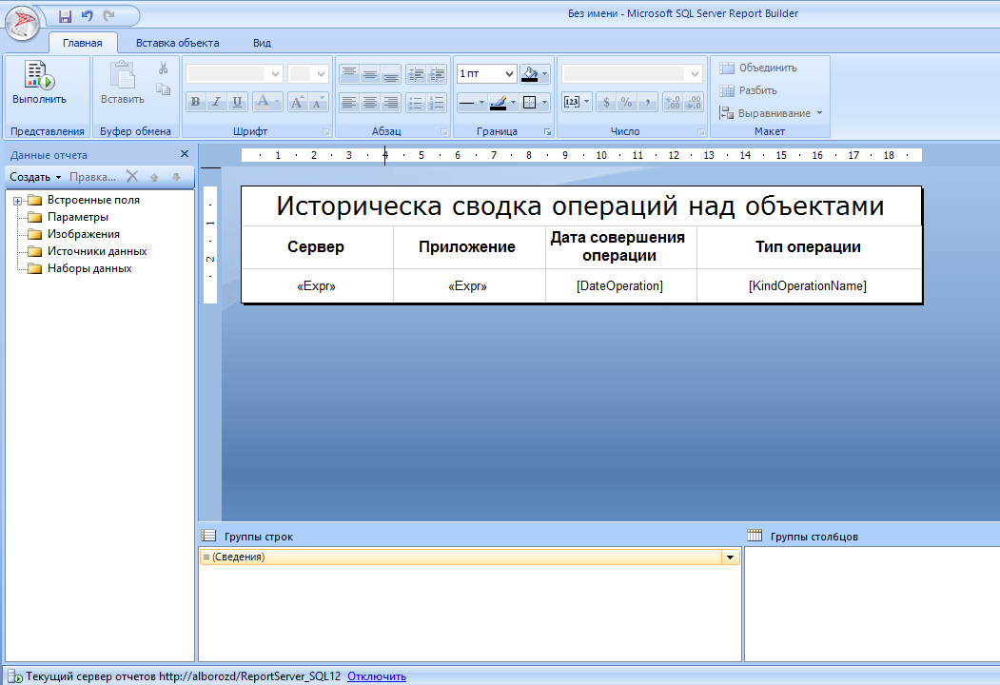 Без имени - Microsoft SQL Server Report Builder
Главная Вставка объекта Вид
Выполнить
Представления
Вставить
Буфер обмена
B I U A A A
Шрифт
Абзац
1 пт
Граница
[123] $ % ,
Число
Объединить
Разбить
Выравнивание
Макет
Данные отчета
Создать Правка...
Встроенные поля
Параметры
Изображения
Источники данных
Наборы данных
1 2 3 4 5 6 7 8 9 10 11 12 13 14 15 16 17 18
1
2
Историческа сводка операций над объектами
Сервер Приложение Дата совершения операции Тип операции
«Expr» «Expr» [DateOperation] [KindOperationName]
Группы строк
(Сведения)
Группы столбцов
Текущий сервер отчетов http://alborozd/ReportServer_SQL12 Отключить